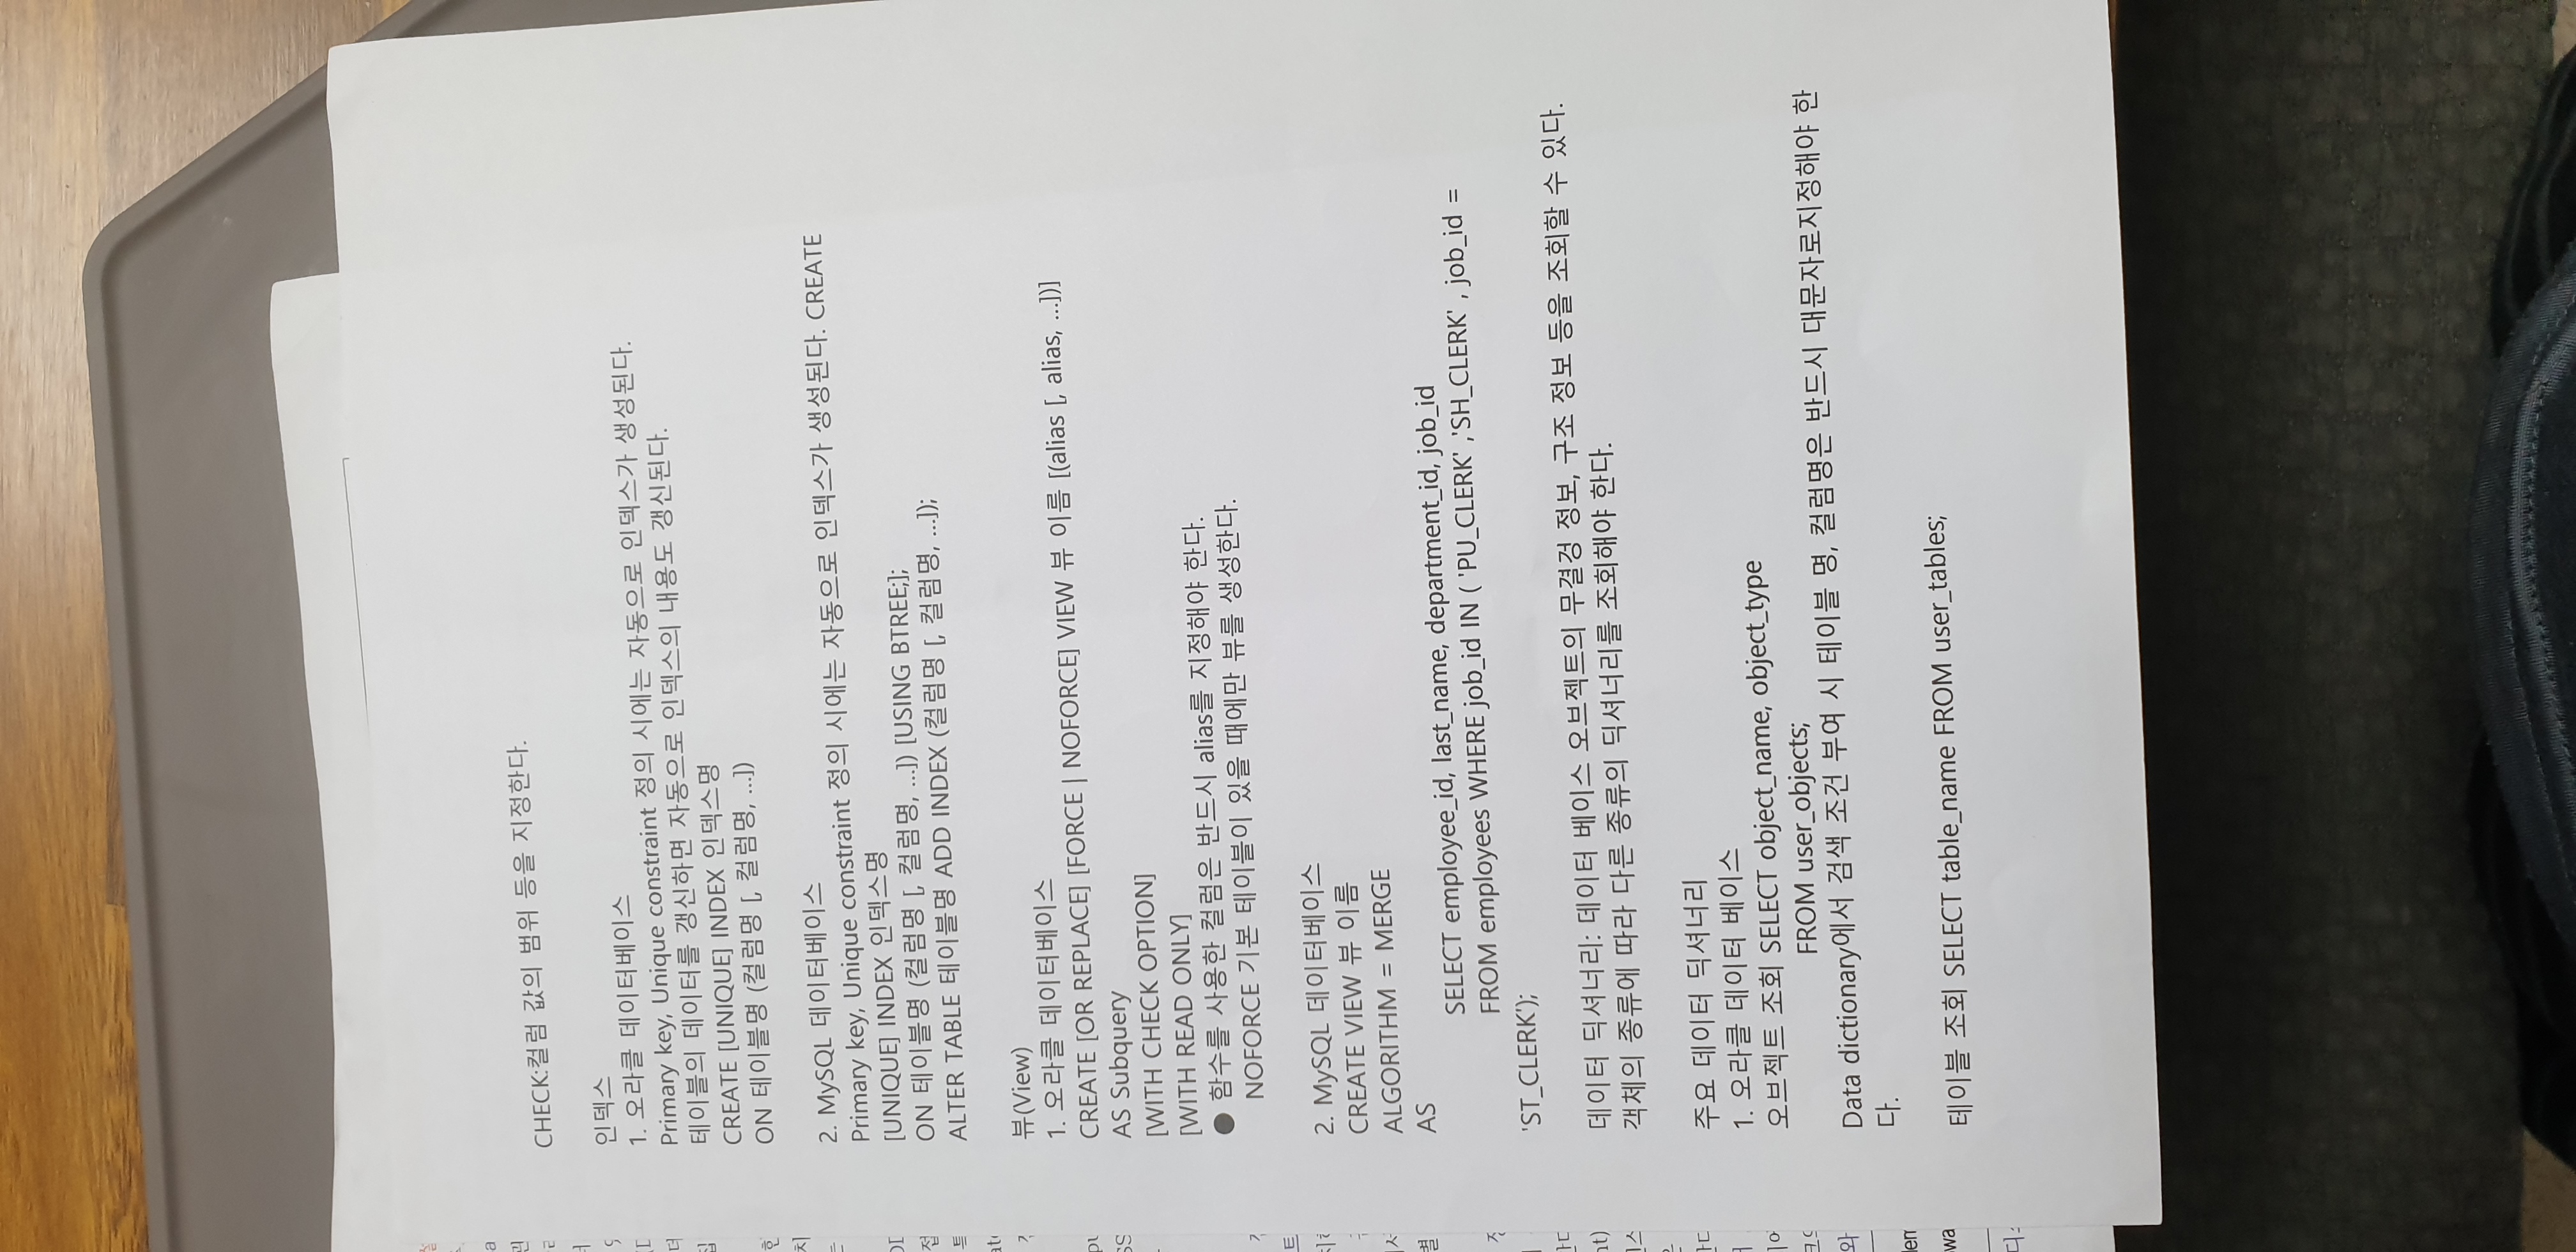 CHECK:컬럼 값의 범위 등을 지정한다.
인덱스
1. 오라클 데이터베이스
Primary key, Unique constraint 정의 시에는 자동으로 인덱스가 생성된다.
테이블의 데이터를 갱신하면 자동으로 인덱스의 내용도 갱신된다.
CREATE [UNIQUE] INDEX 인덱스명
ON 테이블명 (컬럼명 [, 컬럼명, ...])
2. MySQL 데이터베이스
Primary key, Unique constraint 정의 시에는 자동으로 인덱스가 생성된다. CREATE
[UNIQUE] INDEX 인덱스명
ON 테이블명 (컬럼명 [, 컬럼명, ...]) [USING BTREE;];
ALTER TABLE 테이블명 ADD INDEX (컬럼명 [, 컬럼명, ...]);
뷰(View)
1. 오라클 데이터베이스
CREATE [OR REPLACE] [FORCE | NOFORCE] VIEW 뷰 이름 [(alias [, alias, ...])]
AS Subquery
[WITH CHECK OPTION]
[WITH READ ONLY]
● 함수를 사용한 컬럼은 반드시 alias를 지정해야 한다.
NOFORCE 기본 테이블이 있을 때에만 뷰를 생성한다.
2. MySQL 데이터베이스
CREATE VIEW 뷰 이름
ALGORITHM = MERGE
AS
SELECT employee_id, last_name, department_id, job_id
FROM employees WHERE job_id IN ( 'PU_CLERK' ,'SH_CLERK' , job_id =
'ST_CLERK');
데이터 딕셔너리: 데이터 베이스 오브젝트의 무결겅 정보, 구조 정보 등을 조회할 수 있다.
객체의 종류에 따라 다른 종류의 딕셔너리를 조회해야 한다.
주요 데이터 딕셔너리
1. 오라클 데이터 베이스
오브젝트 조회 SELECT object_name, object_type
FROM user_objects;
Data dictionary에서 검색 조건 부여 시 테이블 명, 컬럼명은 반드시 대문자로지정해야 한
다.
테이블 조회 SELECT table_name FROM user_tables;